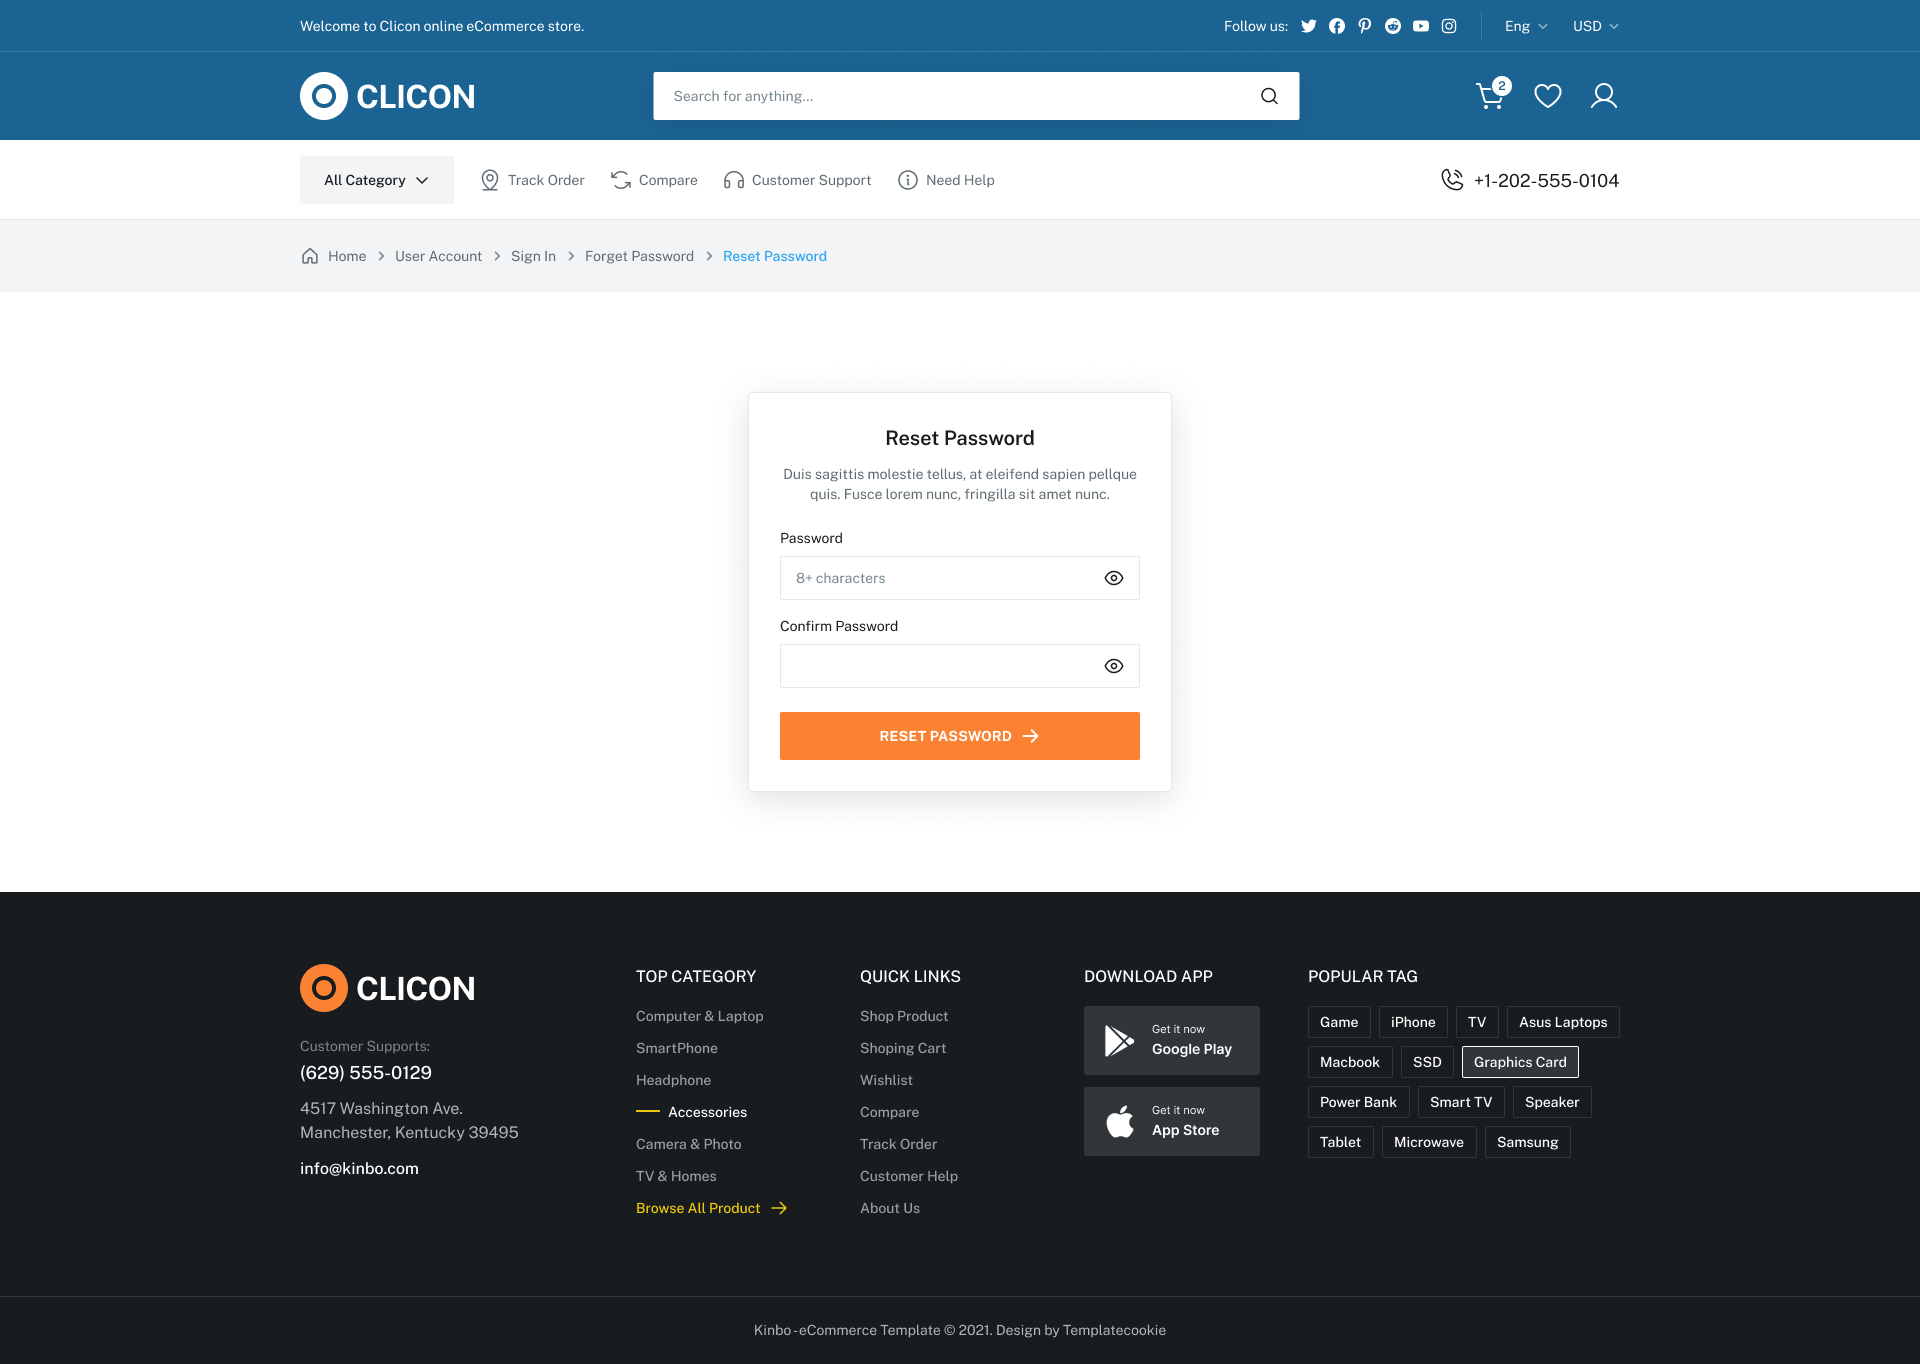 Welcome to Clicon online eCommerce store.
Follow us:
Eng
USD
CLICON
Search for anything...
2
All Category
Track Order
Compare
Customer Support
Need Help
+1-202-555-0104
Home
User Account
Sign In
Forget Password
Reset Password
Reset Password
Duis sagittis molestie tellus, at eleifend sapien pellque
quis. Fusce lorem nunc, fringilla sit amet nunc.
Password
8+ characters
Confirm Password
RESET PASSWORD
CLICON
Customer Supports:
(629) 555-0129
4517 Washington Ave.
Manchester, Kentucky 39495
info@kinbo.com
TOP CATEGORY
Computer & Laptop
SmartPhone
Headphone
Accessories
Camera & Photo
TV & Homes
Browse All Product
QUICK LINKS
Shop Product
Shoping Cart
Wishlist
Compare
Track Order
Customer Help
About Us
DOWNLOAD APP
Get it now
Google Play
Get it now
App Store
POPULAR TAG
Game
iPhone
TV
Asus Laptops
Macbook
SSD
Graphics Card
Power Bank
Smart TV
Speaker
Tablet
Microwave
Samsung
Kinbo - eCommerce Template © 2021. Design by Templatecookie